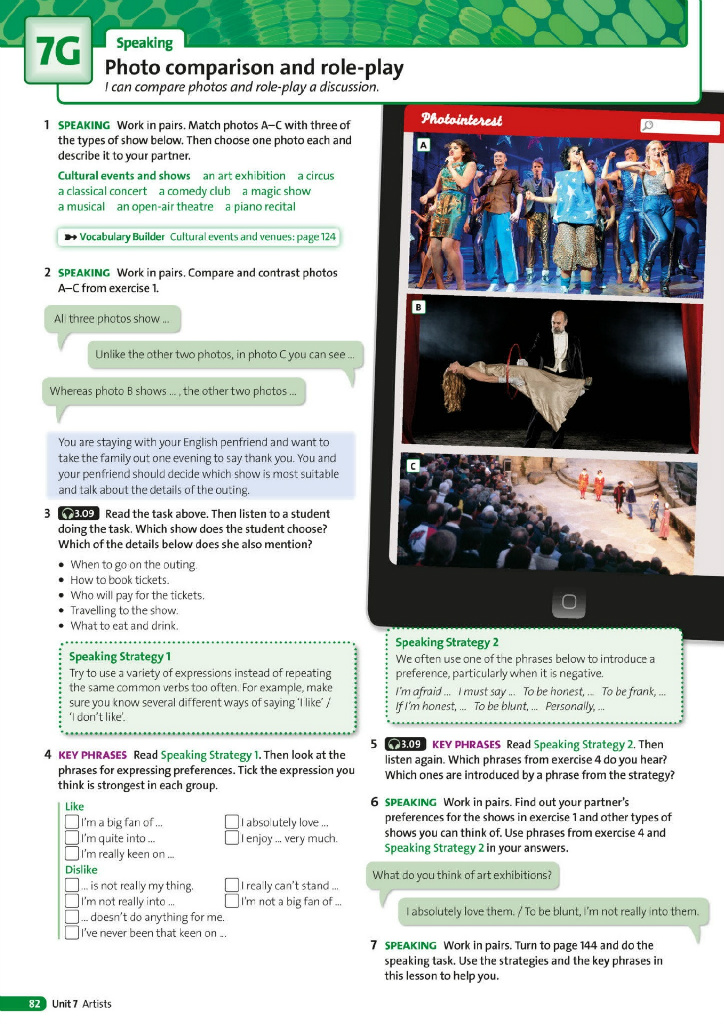 7G
Speaking
Photo comparison and role-play
I can compare photos and role-play a discussion.
1 SPEAKING Work in pairs. Match photos A–C with three of
the types of show below. Then choose one photo each and
describe it to your partner.
Cultural events and shows an art exhibition a circus
a classical concert a comedy club a magic show
a musical an open-air theatre a piano recital
Vocabulary Builder Cultural events and venues: page 124
2 SPEAKING Work in pairs. Compare and contrast photos
A–C from exercise 1.
All three photos show ...
Unlike the other two photos, in photo C you can see ...
Whereas photo B shows ... , the other two photos ...
You are staying with your English penfriend and want to
take the family out one evening to say thank you. You and
your penfriend should decide which show is most suitable
and talk about the details of the outing.
3 3.09 Read the task above. Then listen to a student
doing the task. Which show does the student choose?
Which of the details below does she also mention?
• When to go on the outing.
• How to book tickets.
• Who will pay for the tickets.
• Travelling to the show.
• What to eat and drink.
Speaking Strategy 1
Try to use a variety of expressions instead of repeating
the same common verbs too often. For example, make
sure you know several different ways of saying 'I like' /
'I don't like'.
4 KEY PHRASES Read Speaking Strategy 1. Then look at the
phrases for expressing preferences. Tick the expression you
think is strongest in each group.
Like
I'm a big fan of ... I absolutely love ...
I'm quite into ... I enjoy ... very much.
I'm really keen on ...
Dislike
... is not really my thing. I really can't stand ...
I'm not really into ... I'm not a big fan of ...
... doesn't do anything for me.
I've never been that keen on ...
Photointerest
A
B
C
Speaking Strategy 2
We often use one of the phrases below to introduce a
preference, particularly when it is negative.
I'm afraid ... I must say ... To be honest, ... To be frank, ...
If I'm honest, ... To be blunt, ... Personally, ...
5 3.09 KEY PHRASES Read Speaking Strategy 2. Then
listen again. Which phrases from exercise 4 do you hear?
Which ones are introduced by a phrase from the strategy?
6 SPEAKING Work in pairs. Find out your partner's
preferences for the shows in exercise 1 and other types of
shows you can think of. Use phrases from exercise 4 and
Speaking Strategy 2 in your answers.
What do you think of art exhibitions?
I absolutely love them. / To be blunt, I'm not really into them.
7 SPEAKING Work in pairs. Turn to page 144 and do the
speaking task. Use the strategies and the key phrases in
this lesson to help you.
82 Unit 7 Artists